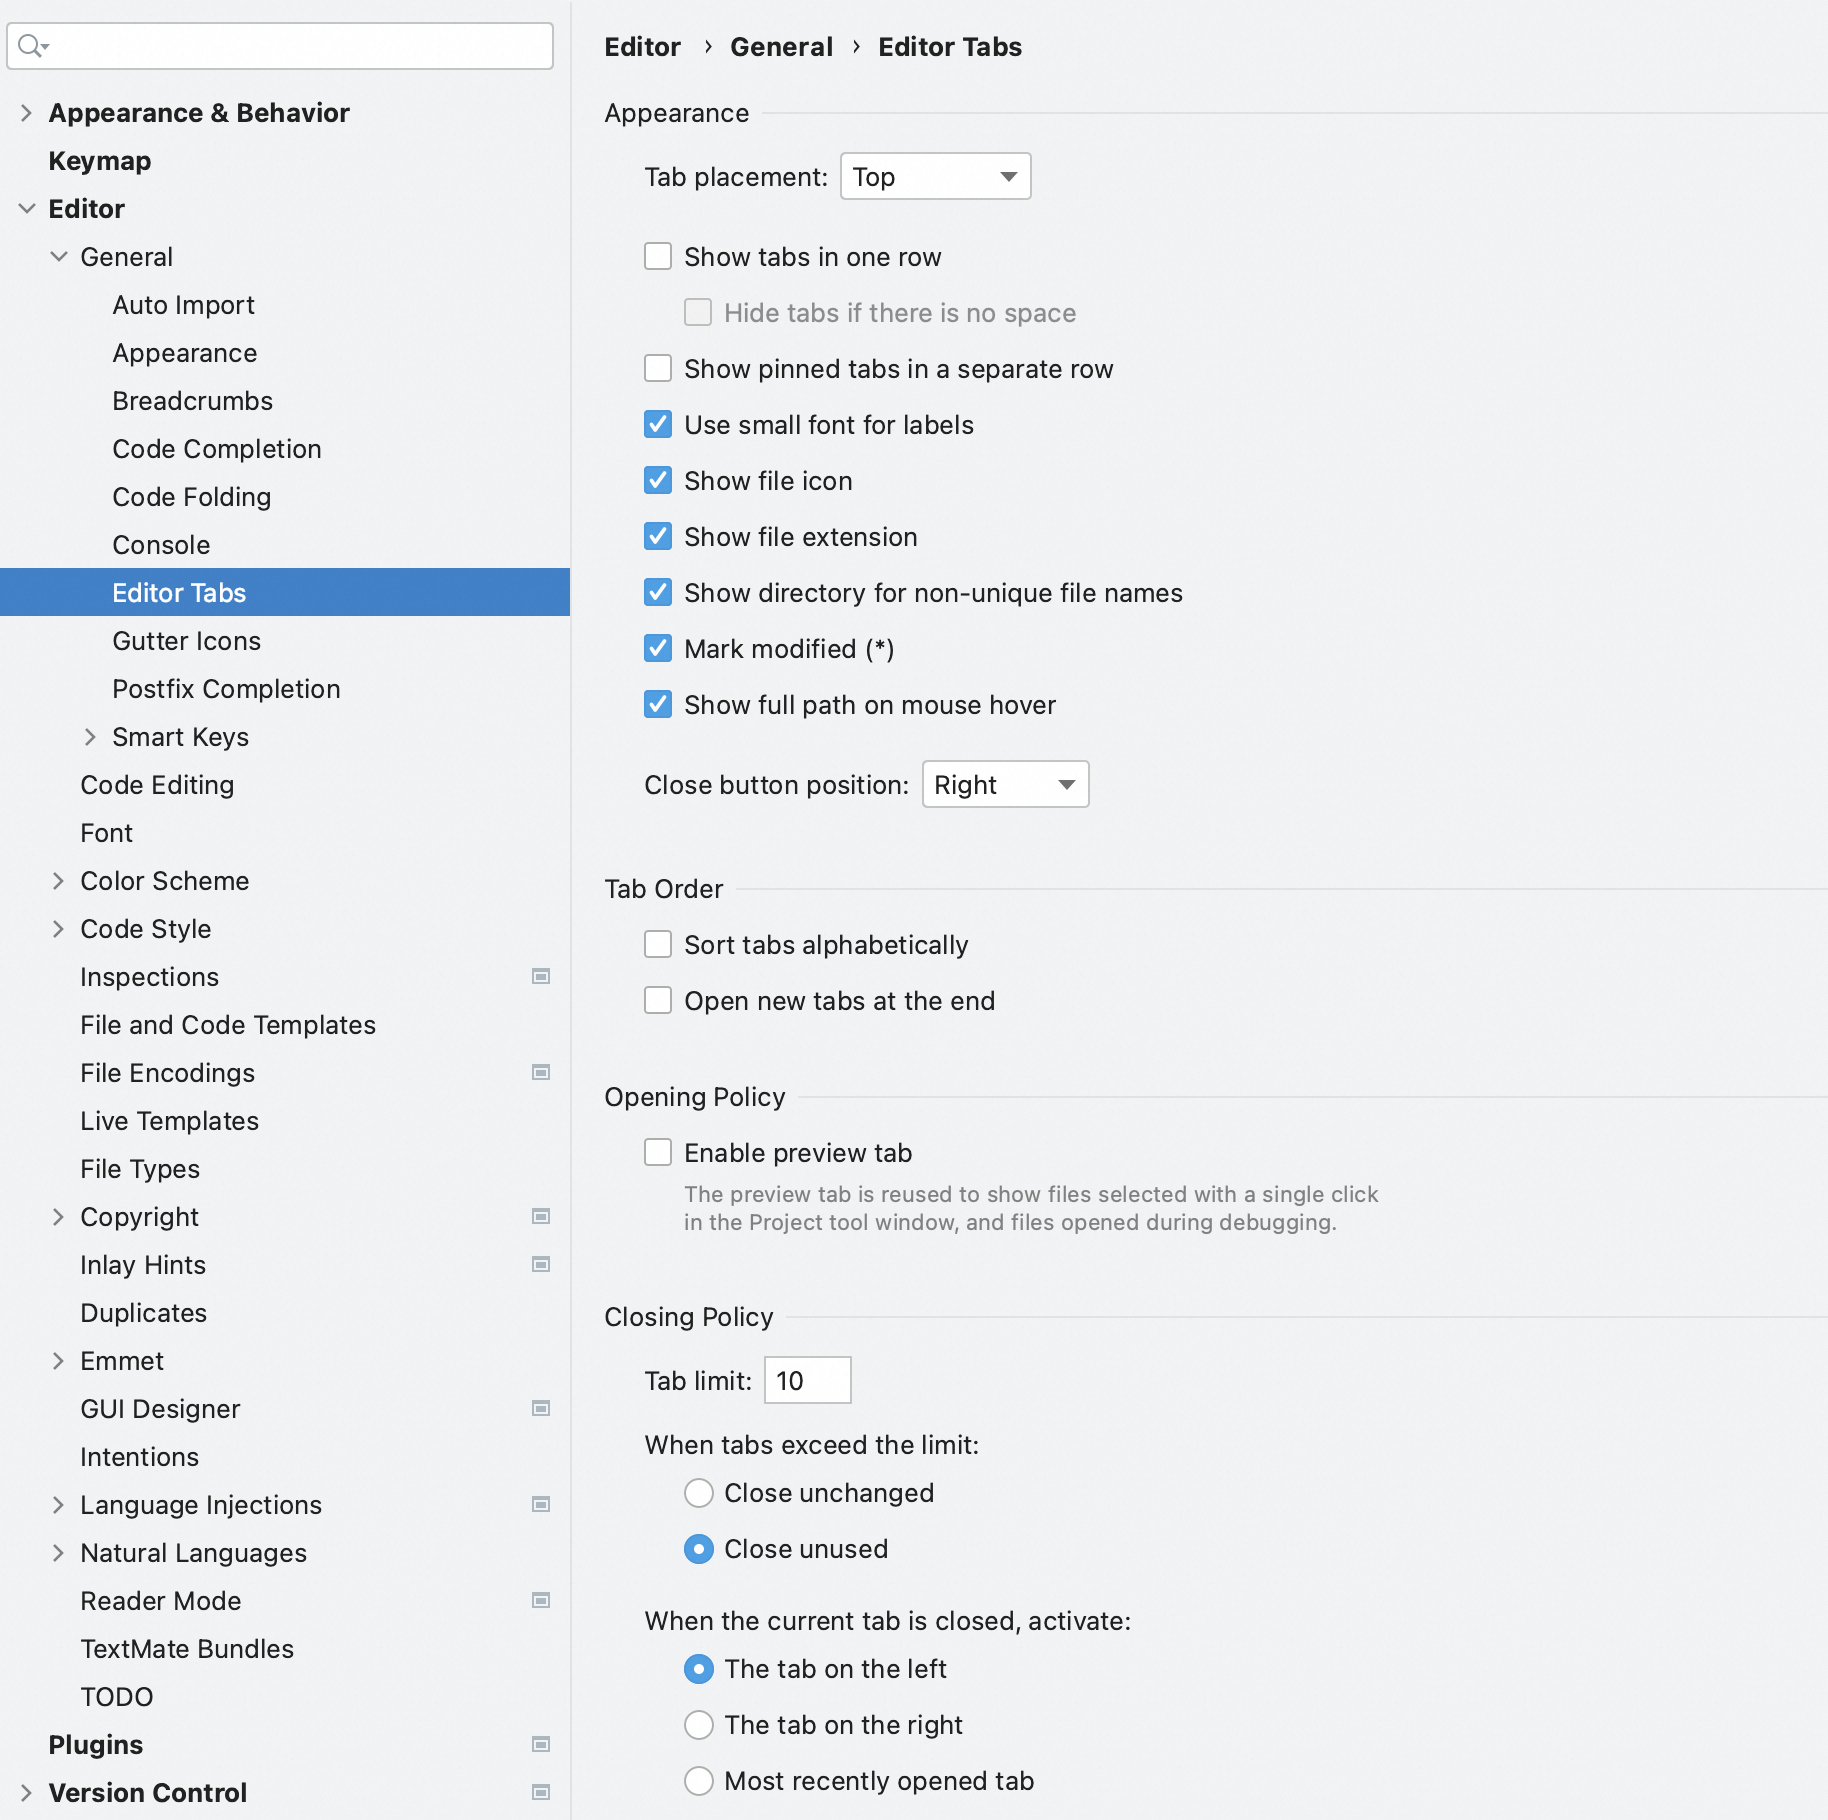 Appearance & Behavior
Keymap
Editor
General
Auto Import
Appearance
Breadcrumbs
Code Completion
Code Folding
Console
Editor Tabs
Gutter Icons
Postfix Completion
Smart Keys
Code Editing
Font
Color Scheme
Code Style
Inspections
File and Code Templates
File Encodings
Live Templates
File Types
Copyright
Inlay Hints
Duplicates
Emmet
GUI Designer
Intentions
Language Injections
Natural Languages
Reader Mode
TextMate Bundles
TODO
Plugins
Version Control
Editor › General › Editor Tabs
Appearance
Tab placement: Top
Show tabs in one row
Hide tabs if there is no space
Show pinned tabs in a separate row
Use small font for labels
Show file icon
Show file extension
Show directory for non-unique file names
Mark modified (*)
Show full path on mouse hover
Close button position: Right
Tab Order
Sort tabs alphabetically
Open new tabs at the end
Opening Policy
Enable preview tab
The preview tab is reused to show files selected with a single click
in the Project tool window, and files opened during debugging.
Closing Policy
Tab limit: 10
When tabs exceed the limit:
Close unchanged
Close unused
When the current tab is closed, activate:
The tab on the left
The tab on the right
Most recently opened tab